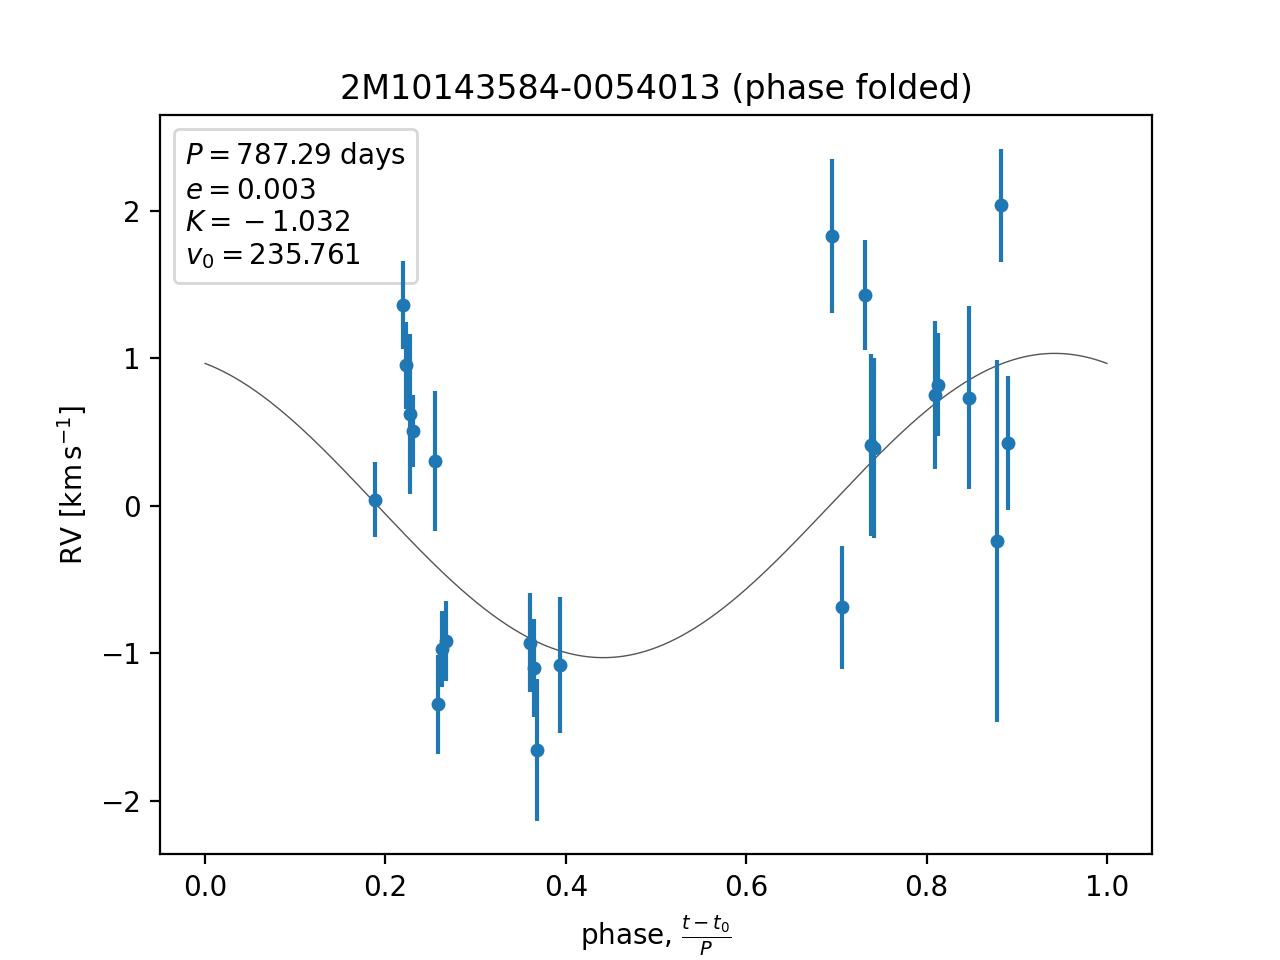 2M10143584-0054013 (phase folded)
P = 787.29 days
e = 0.003
K = −1.032
v₀ = 235.761
RV [km s⁻¹]
2
1
0
−1
−2
0.0 0.2 0.4 0.6 0.8 1.0
phase, (t − t₀)/P